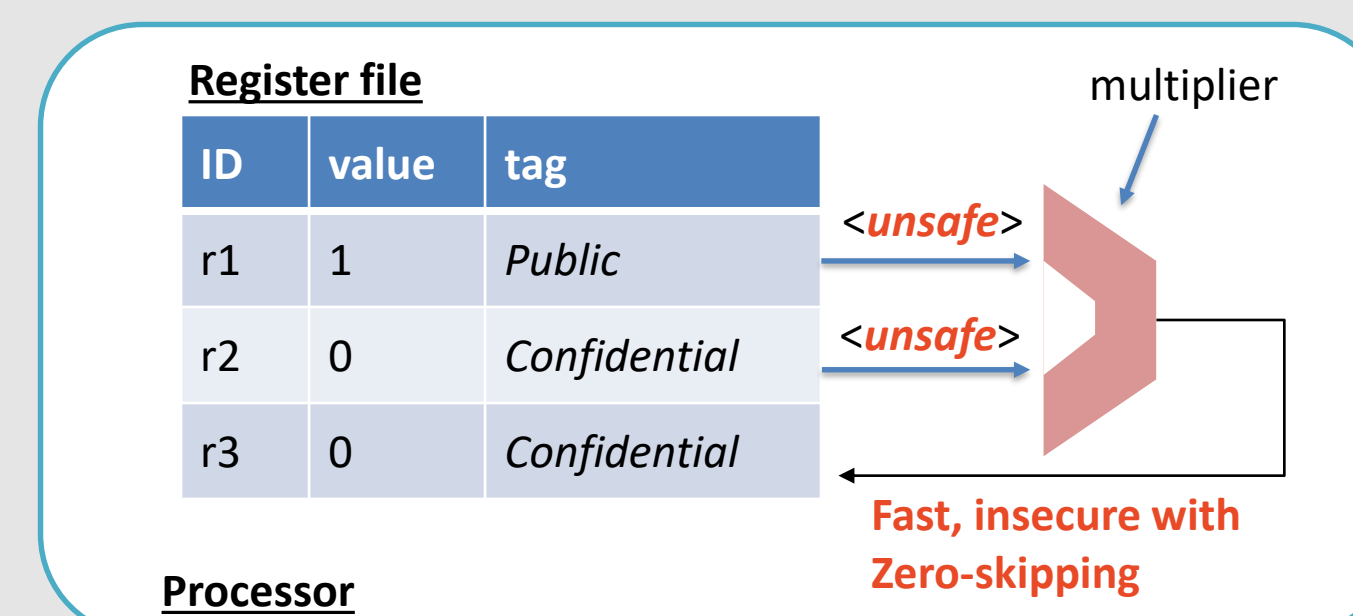 Register file
multiplier
ID value tag
r1 1 Public
<unsafe>
r2 0 Confidential
<unsafe>
r3 0 Confidential
Fast, insecure with
Zero-skipping
Processor